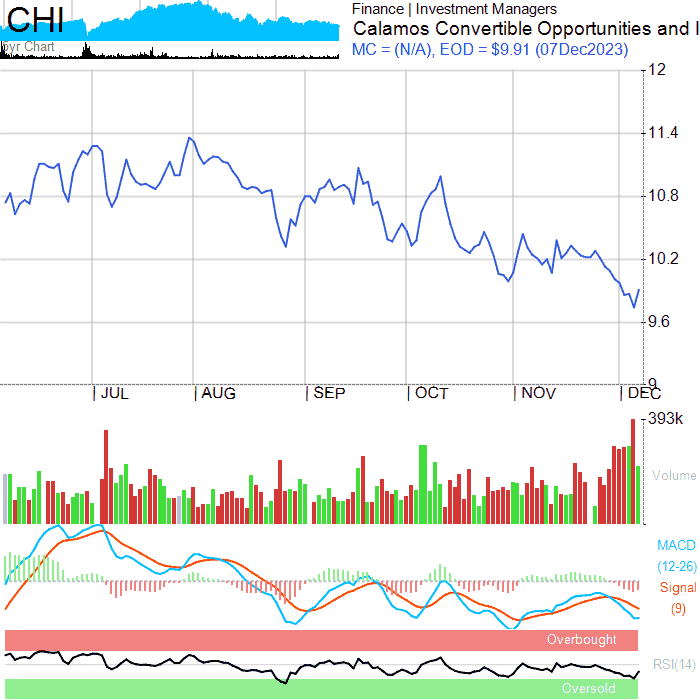 CHI
Finance | Investment Managers
Calamos Convertible Opportunities and I
MC = (N/A), EOD = $9.91 (07Dec2023)
Chart
12
11.4
10.8
10.2
9.6
9
JUL AUG SEP OCT NOV DEC
393k
Volume
MACD
(12-26)
Signal
(9)
Overbought
RSI(14)
Oversold